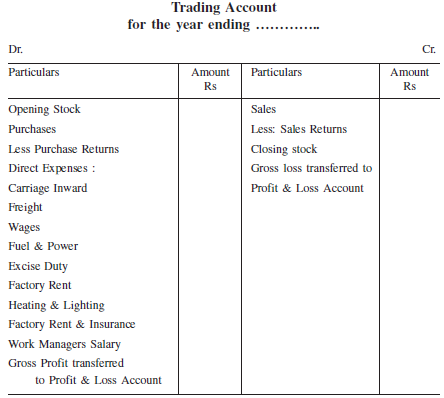 Trading Account
for the year ending …………..
Dr. Cr.
Particulars Amount Rs Particulars Amount Rs
Opening Stock Sales
Purchases Less: Sales Returns
Less Purchase Returns Closing stock
Direct Expenses : Gross loss transferred to
Carriage Inward Profit & Loss Account
Freight
Wages
Fuel & Power
Excise Duty
Factory Rent
Heating & Lighting
Factory Rent & Insurance
Work Managers Salary
Gross Profit transferred
to Profit & Loss Account